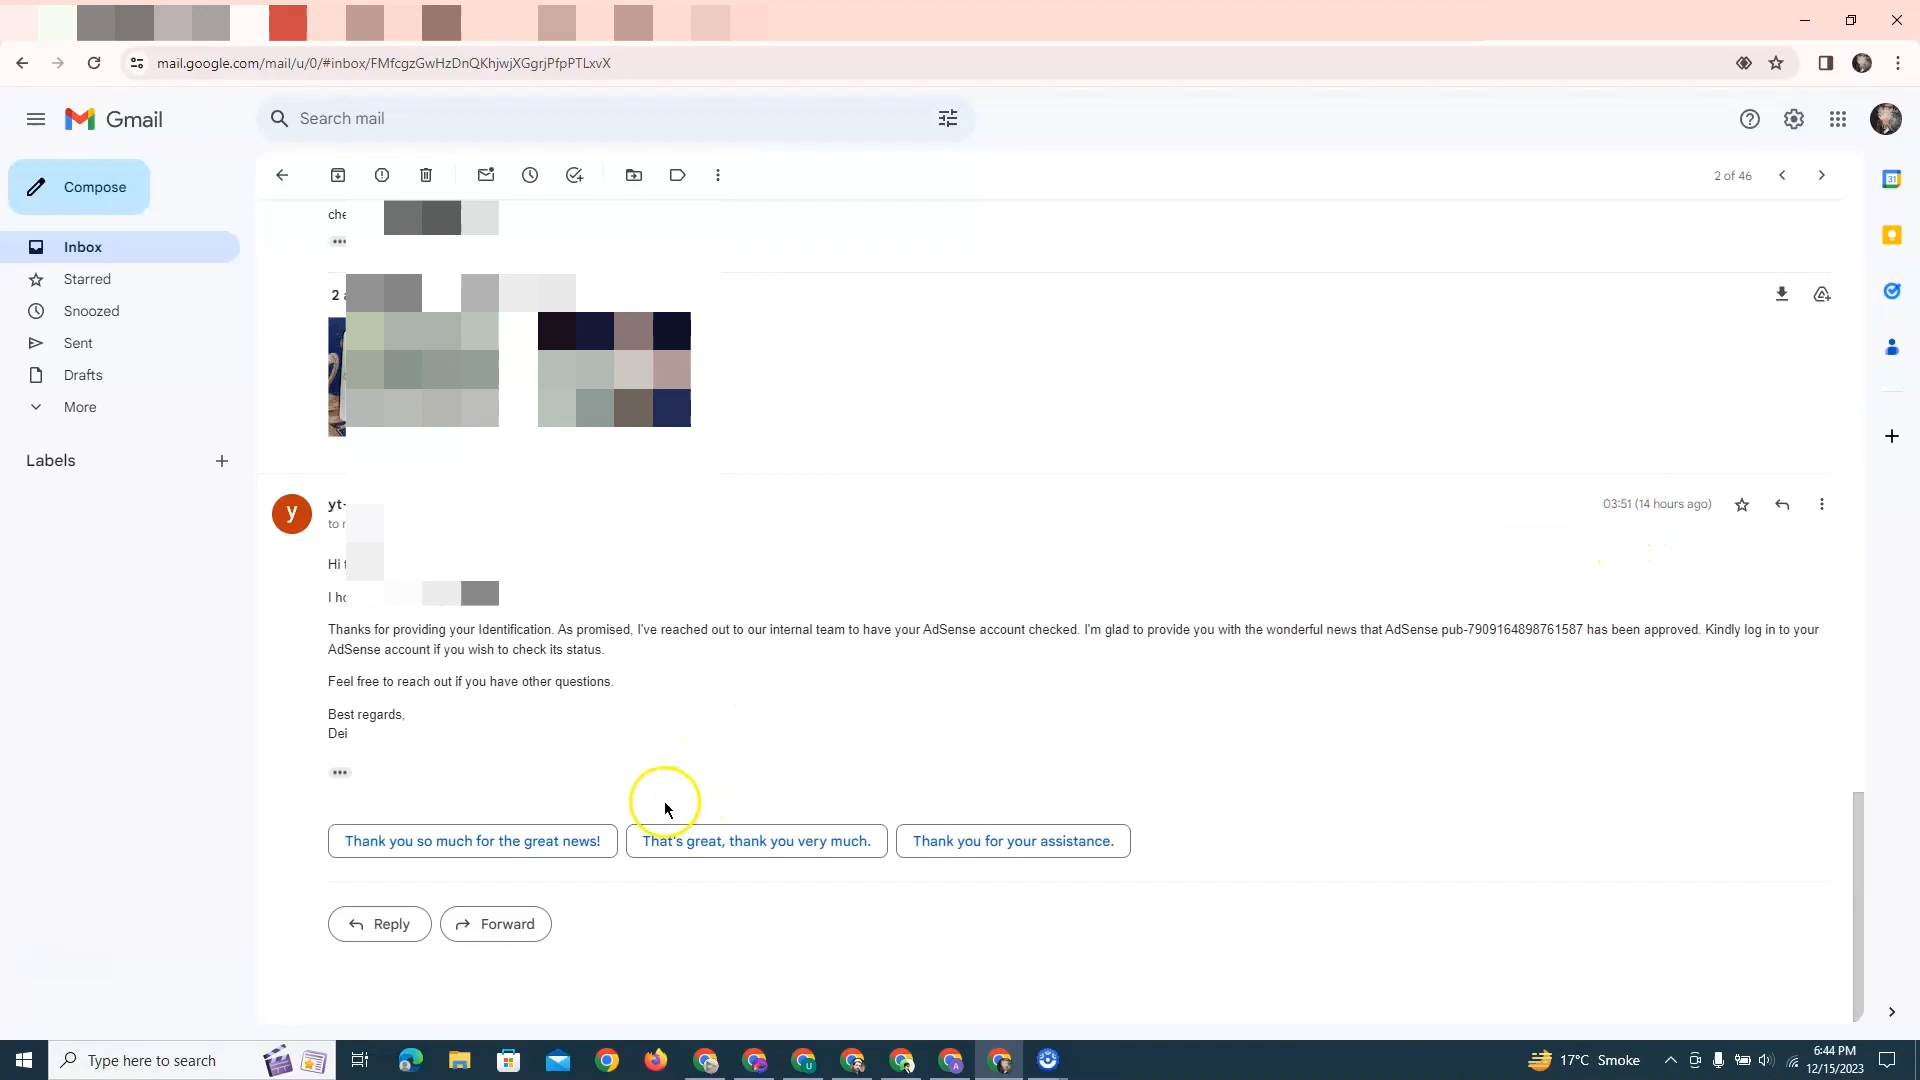 mail.google.com/mail/u/0/#inbox/FMfcgzGwHzDnQKhjwjXGgrjPfpPTLxvX
Gmail
Search mail
Compose
2 of 46
Inbox
Starred
Snoozed
Sent
Drafts
More
Labels
2
yt-
03:51 (14 hours ago)
to
Hi
I
Thanks for providing your Identification. As promised, I've reached out to our internal team to have your AdSense account checked. I'm glad to provide you with the wonderful news that AdSense pub-7909164898761587 has been approved. Kindly log in to your
AdSense account if you wish to check its status.
Feel free to reach out if you have other questions.
Best regards,
Dei
Thank you so much for the great news!
That's great, thank you very much.
Thank you for your assistance.
Reply
Forward
Type here to search
17°C Smoke
6:44 PM
12/15/2023